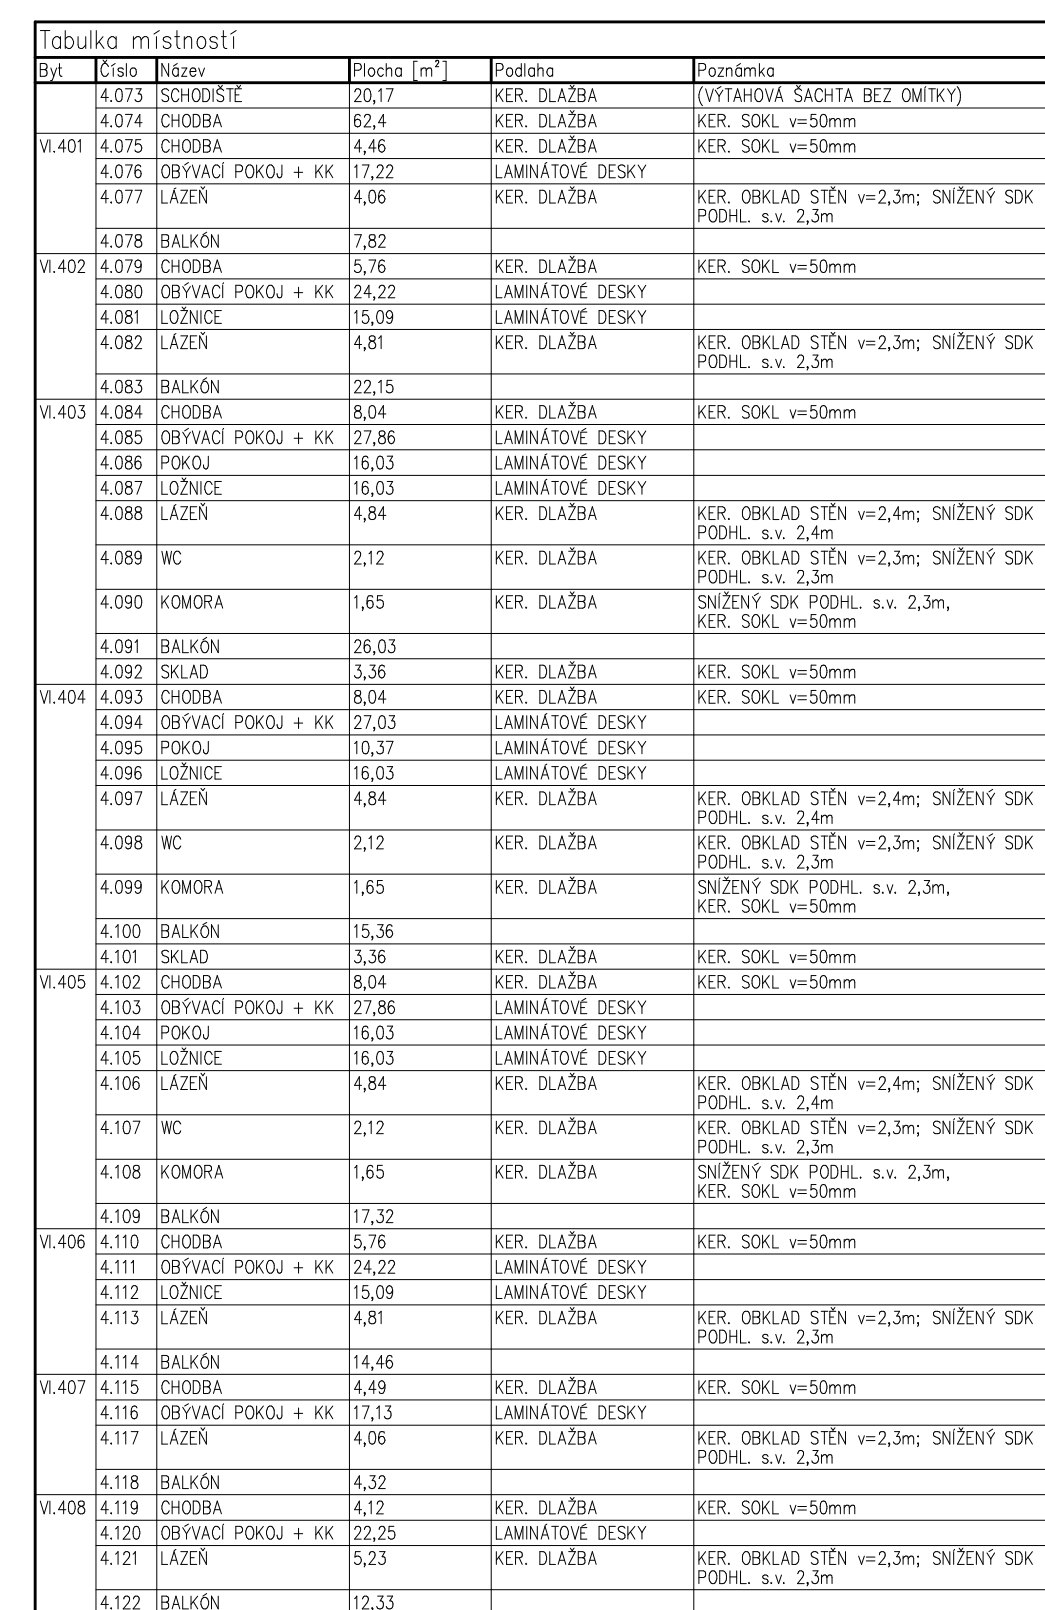 Tabulka místností
Byt Číslo Název Plocha [m²] Podlaha Poznámka
4.073 SCHODIŠTĚ 20,17 KER. DLAŽBA (VÝTAHOVÁ ŠACHTA BEZ OMÍTKY)
4.074 CHODBA 62,4 KER. DLAŽBA KER. SOKL v=50mm
VI.401 4.075 CHODBA 4,46 KER. DLAŽBA KER. SOKL v=50mm
4.076 OBÝVACÍ POKOJ + KK 17,22 LAMINÁTOVÉ DESKY
4.077 LÁZEŇ 4,06 KER. DLAŽBA KER. OBKLAD STĚN v=2,3m; SNÍŽENÝ SDK
PODHL. s.v. 2,3m
4.078 BALKÓN 7,82
VI.402 4.079 CHODBA 5,76 KER. DLAŽBA KER. SOKL v=50mm
4.080 OBÝVACÍ POKOJ + KK 24,22 LAMINÁTOVÉ DESKY
4.081 LOŽNICE 15,09 LAMINÁTOVÉ DESKY
4.082 LÁZEŇ 4,81 KER. DLAŽBA KER. OBKLAD STĚN v=2,3m; SNÍŽENÝ SDK
PODHL. s.v. 2,3m
4.083 BALKÓN 22,15
VI.403 4.084 CHODBA 8,04 KER. DLAŽBA KER. SOKL v=50mm
4.085 OBÝVACÍ POKOJ + KK 27,86 LAMINÁTOVÉ DESKY
4.086 POKOJ 16,03 LAMINÁTOVÉ DESKY
4.087 LOŽNICE 16,03 LAMINÁTOVÉ DESKY
4.088 LÁZEŇ 4,84 KER. DLAŽBA KER. OBKLAD STĚN v=2,4m; SNÍŽENÝ SDK
PODHL. s.v. 2,4m
4.089 WC 2,12 KER. DLAŽBA KER. OBKLAD STĚN v=2,3m; SNÍŽENÝ SDK
PODHL. s.v. 2,3m
4.090 KOMORA 1,65 KER. DLAŽBA SNÍŽENÝ SDK PODHL. s.v. 2,3m,
KER. SOKL v=50mm
4.091 BALKÓN 26,03
4.092 SKLAD 3,36 KER. DLAŽBA KER. SOKL v=50mm
VI.404 4.093 CHODBA 8,04 KER. DLAŽBA KER. SOKL v=50mm
4.094 OBÝVACÍ POKOJ + KK 27,03 LAMINÁTOVÉ DESKY
4.095 POKOJ 10,37 LAMINÁTOVÉ DESKY
4.096 LOŽNICE 16,03 LAMINÁTOVÉ DESKY
4.097 LÁZEŇ 4,84 KER. DLAŽBA KER. OBKLAD STĚN v=2,4m; SNÍŽENÝ SDK
PODHL. s.v. 2,4m
4.098 WC 2,12 KER. DLAŽBA KER. OBKLAD STĚN v=2,3m; SNÍŽENÝ SDK
PODHL. s.v. 2,3m
4.099 KOMORA 1,65 KER. DLAŽBA SNÍŽENÝ SDK PODHL. s.v. 2,3m,
KER. SOKL v=50mm
4.100 BALKÓN 15,36
4.101 SKLAD 3,36 KER. DLAŽBA KER. SOKL v=50mm
VI.405 4.102 CHODBA 8,04 KER. DLAŽBA KER. SOKL v=50mm
4.103 OBÝVACÍ POKOJ + KK 27,86 LAMINÁTOVÉ DESKY
4.104 POKOJ 16,03 LAMINÁTOVÉ DESKY
4.105 LOŽNICE 16,03 LAMINÁTOVÉ DESKY
4.106 LÁZEŇ 4,84 KER. DLAŽBA KER. OBKLAD STĚN v=2,4m; SNÍŽENÝ SDK
PODHL. s.v. 2,4m
4.107 WC 2,12 KER. DLAŽBA KER. OBKLAD STĚN v=2,3m; SNÍŽENÝ SDK
PODHL. s.v. 2,3m
4.108 KOMORA 1,65 KER. DLAŽBA SNÍŽENÝ SDK PODHL. s.v. 2,3m,
KER. SOKL v=50mm
4.109 BALKÓN 17,32
VI.406 4.110 CHODBA 5,76 KER. DLAŽBA KER. SOKL v=50mm
4.111 OBÝVACÍ POKOJ + KK 24,22 LAMINÁTOVÉ DESKY
4.112 LOŽNICE 15,09 LAMINÁTOVÉ DESKY
4.113 LÁZEŇ 4,81 KER. DLAŽBA KER. OBKLAD STĚN v=2,3m; SNÍŽENÝ SDK
PODHL. s.v. 2,3m
4.114 BALKÓN 14,46
VI.407 4.115 CHODBA 4,49 KER. DLAŽBA KER. SOKL v=50mm
4.116 OBÝVACÍ POKOJ + KK 17,13 LAMINÁTOVÉ DESKY
4.117 LÁZEŇ 4,06 KER. DLAŽBA KER. OBKLAD STĚN v=2,3m; SNÍŽENÝ SDK
PODHL. s.v. 2,3m
4.118 BALKÓN 4,32
VI.408 4.119 CHODBA 4,12 KER. DLAŽBA KER. SOKL v=50mm
4.120 OBÝVACÍ POKOJ + KK 22,25 LAMINÁTOVÉ DESKY
4.121 LÁZEŇ 5,23 KER. DLAŽBA KER. OBKLAD STĚN v=2,3m; SNÍŽENÝ SDK
PODHL. s.v. 2,3m
4.122 BALKÓN 12,33